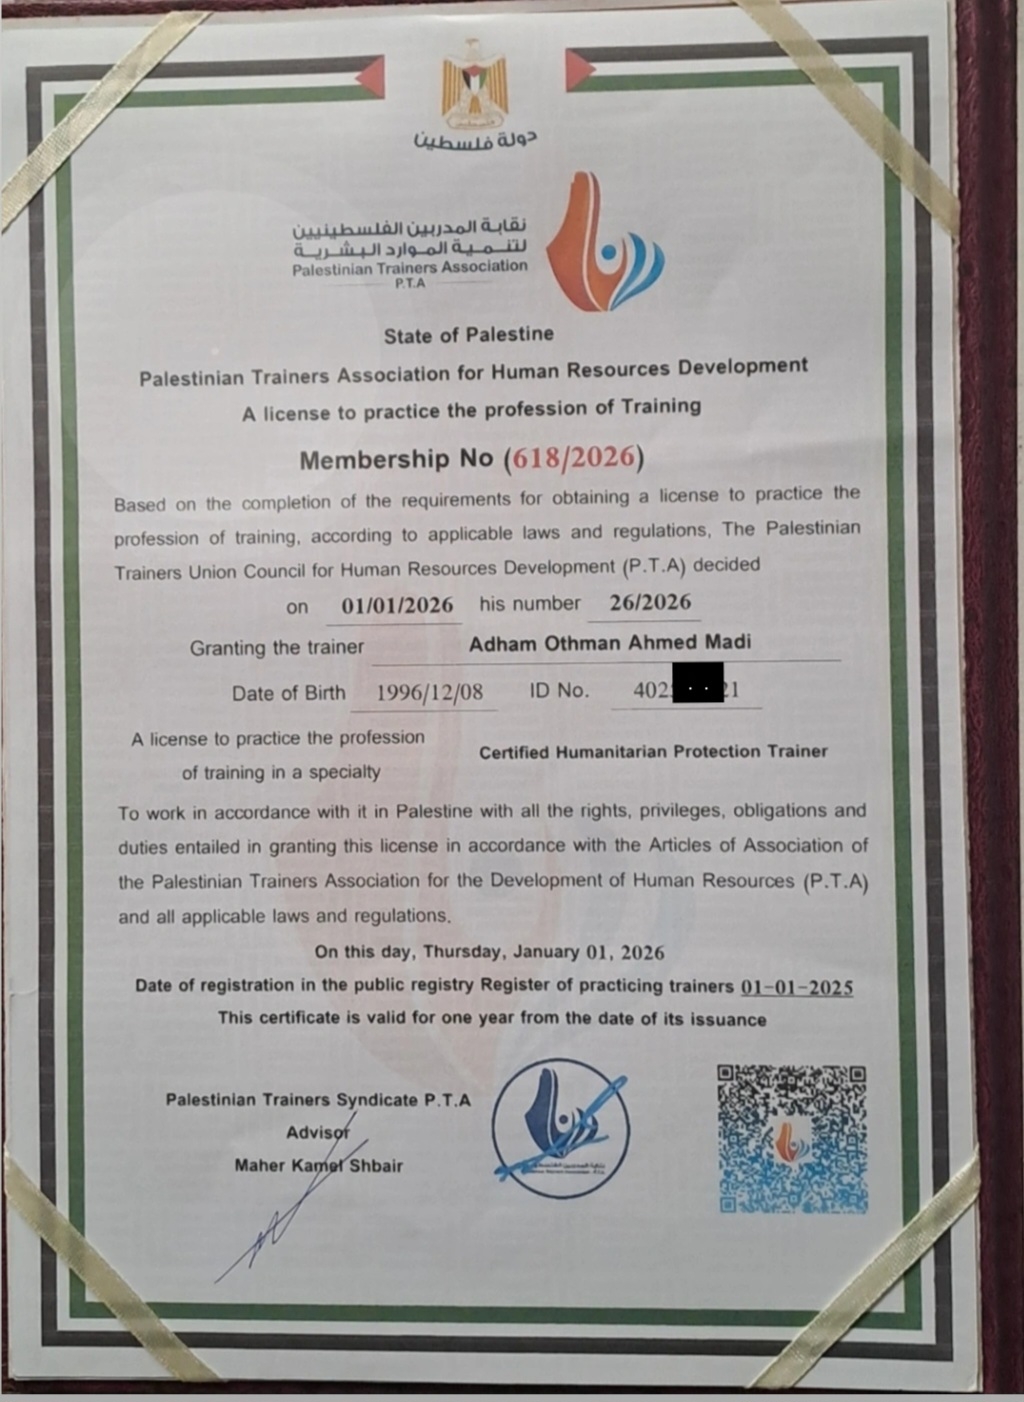 دولة فلسطين
نقابة المدربين الفلسطينيين
لتنمية الموارد البشرية
Palestinian Trainers Association
P.T.A
State of Palestine
Palestinian Trainers Association for Human Resources Development
A license to practice the profession of Training
Membership No (618/2026)
Based on the completion of the requirements for obtaining a license to practice the
profession of training, according to applicable laws and regulations, The Palestinian
Trainers Union Council for Human Resources Development (P.T.A) decided
on 01/01/2026 his number 26/2026
Granting the trainer Adham Othman Ahmed Madi
Date of Birth 1996/12/08 ID No.
A license to practice the profession
of training in a specialty
Certified Humanitarian Protection Trainer
To work in accordance with it in Palestine with all the rights, privileges, obligations and
duties entailed in granting this license in accordance with the Articles of Association of
the Palestinian Trainers Association for the Development of Human Resources (P.T.A)
and all applicable laws and regulations.
On this day, Thursday, January 01, 2026
Date of registration in the public registry Register of practicing trainers 01-01-2025
This certificate is valid for one year from the date of its issuance
Palestinian Trainers Syndicate P.T.A
Advisor
Maher Kamel Shbair